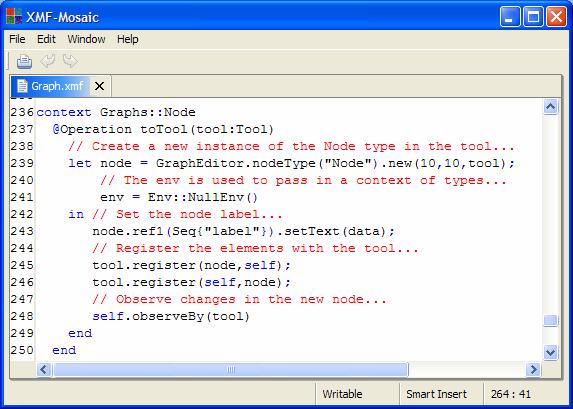 XMF-Mosaic
File Edit Window Help
Graph.xmf
236 context Graphs::Node
237   @Operation toTool(tool:Tool)
238     // Create a new instance of the Node type in the tool...
239     let node = GraphEditor.nodeType("Node").new(10,10,tool);
240         // The env is used to pass in a context of types...
241         env = Env::NullEnv()
242     in // Set the node label...
243        node.ref1(Seq{"label"}).setText(data);
244        // Register the elements with the tool...
245        tool.register(node,self);
246        tool.register(self,node);
247        // Observe changes in the new node...
248        self.observeBy(tool)
249     end
250   end
Writable Smart Insert 264 : 41